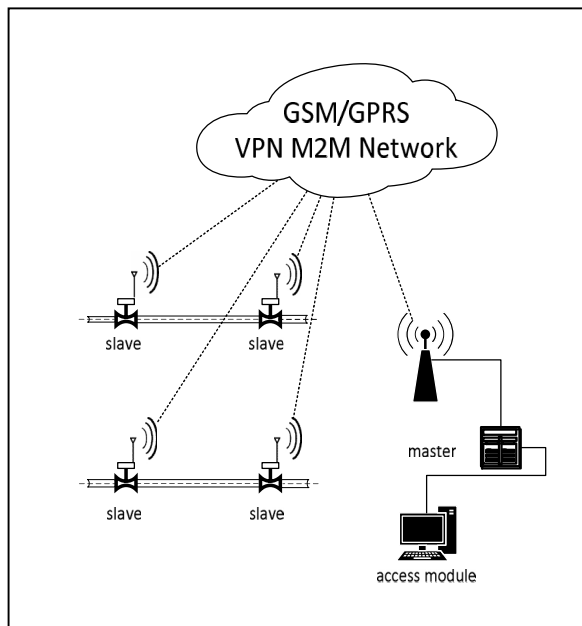 GSM/GPRS
VPN M2M Network
slave
slave
slave
slave
master
access module